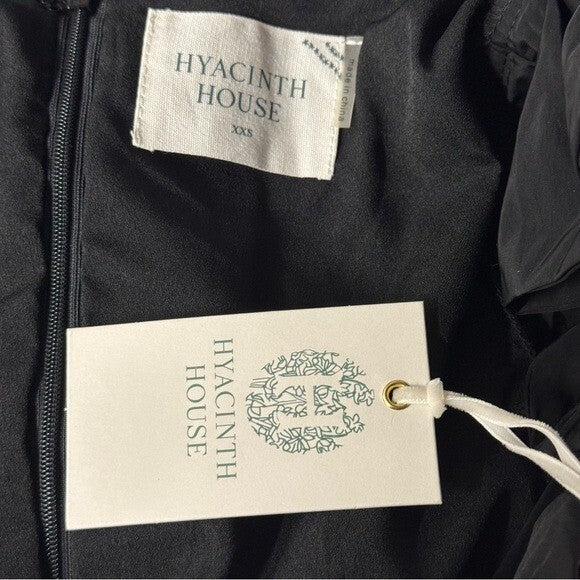 HYACINTH
HOUSE
XXS
made in china
HYACINTH
HOUSE